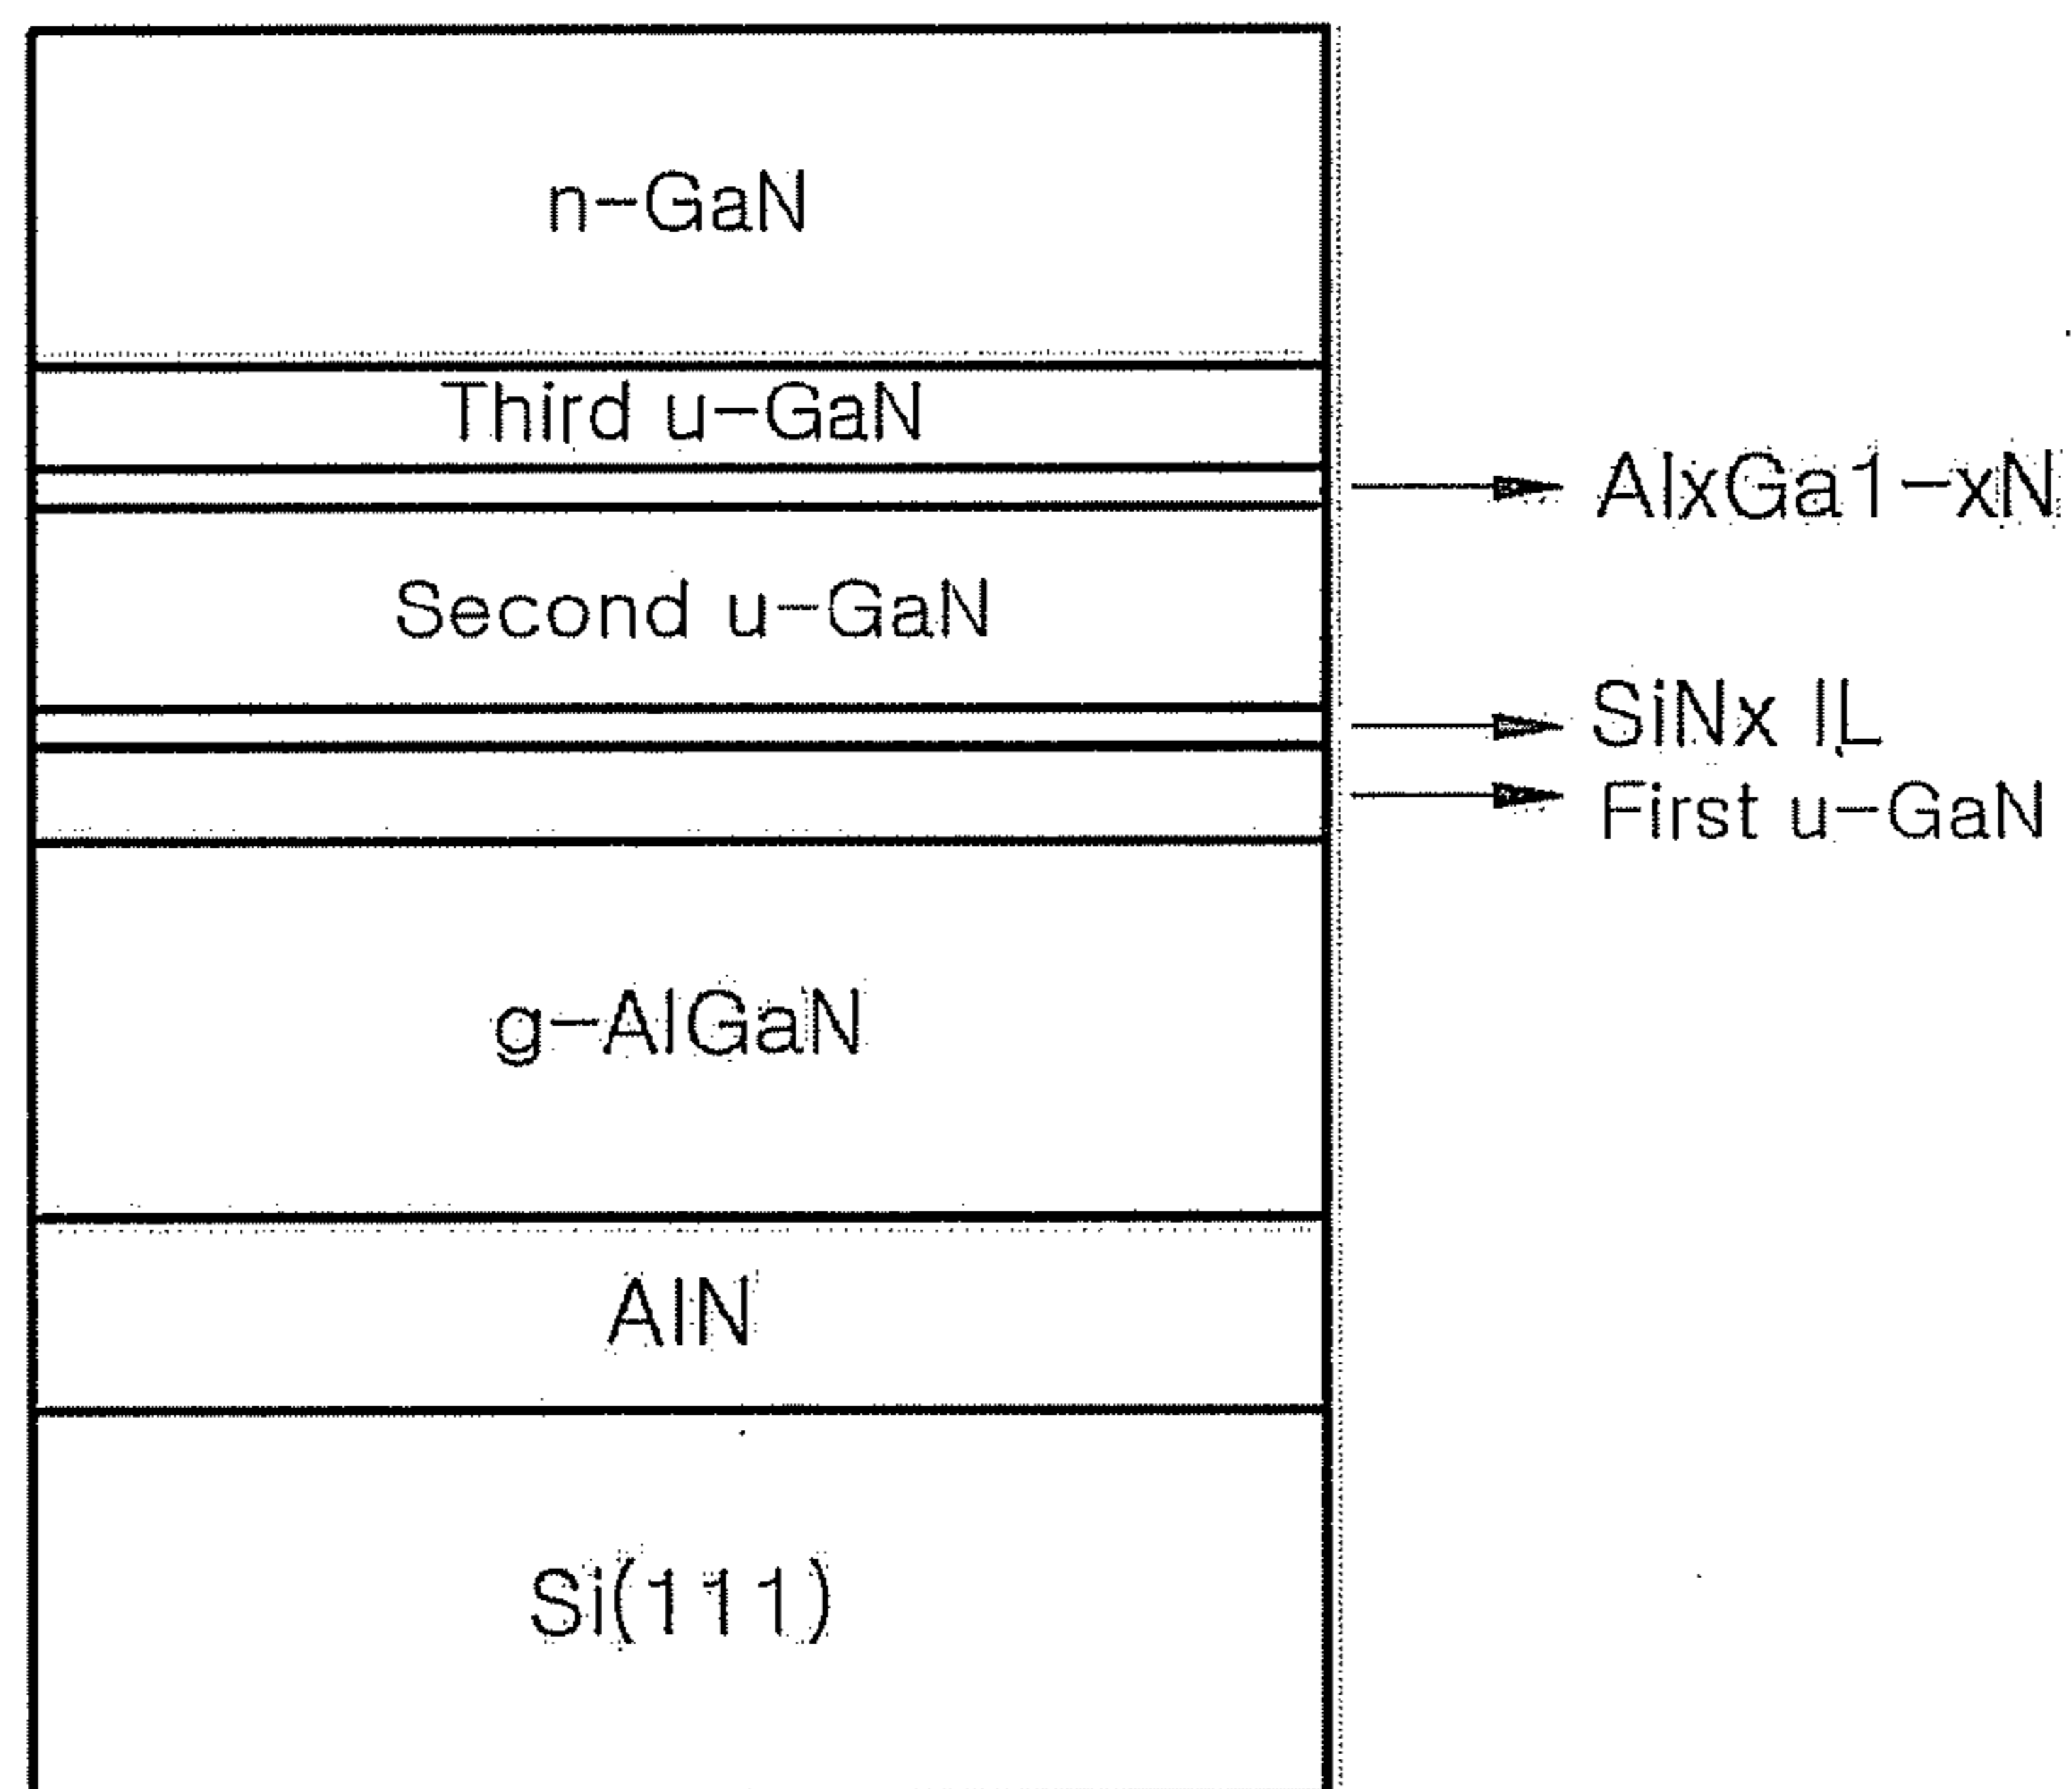 n-GaN
Third u-GaN
AlxGa1-xN
Second u-GaN
SiNx IL
First u-GaN
g-AlGaN
AlN
Si(111)